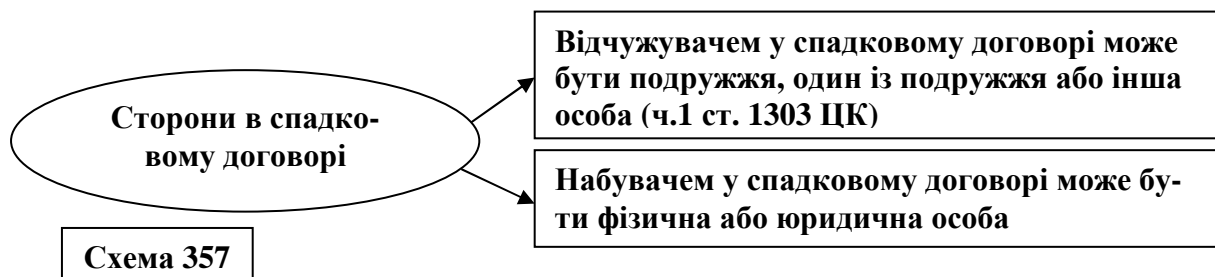 Сторони в спадко-
вому договорі
Відчужувачем у спадковому договорі може
бути подружжя, один із подружжя або інша
особа (ч.1 ст. 1303 ЦК)
Набувачем у спадковому договорі може бу-
ти фізична або юридична особа
Схема 357